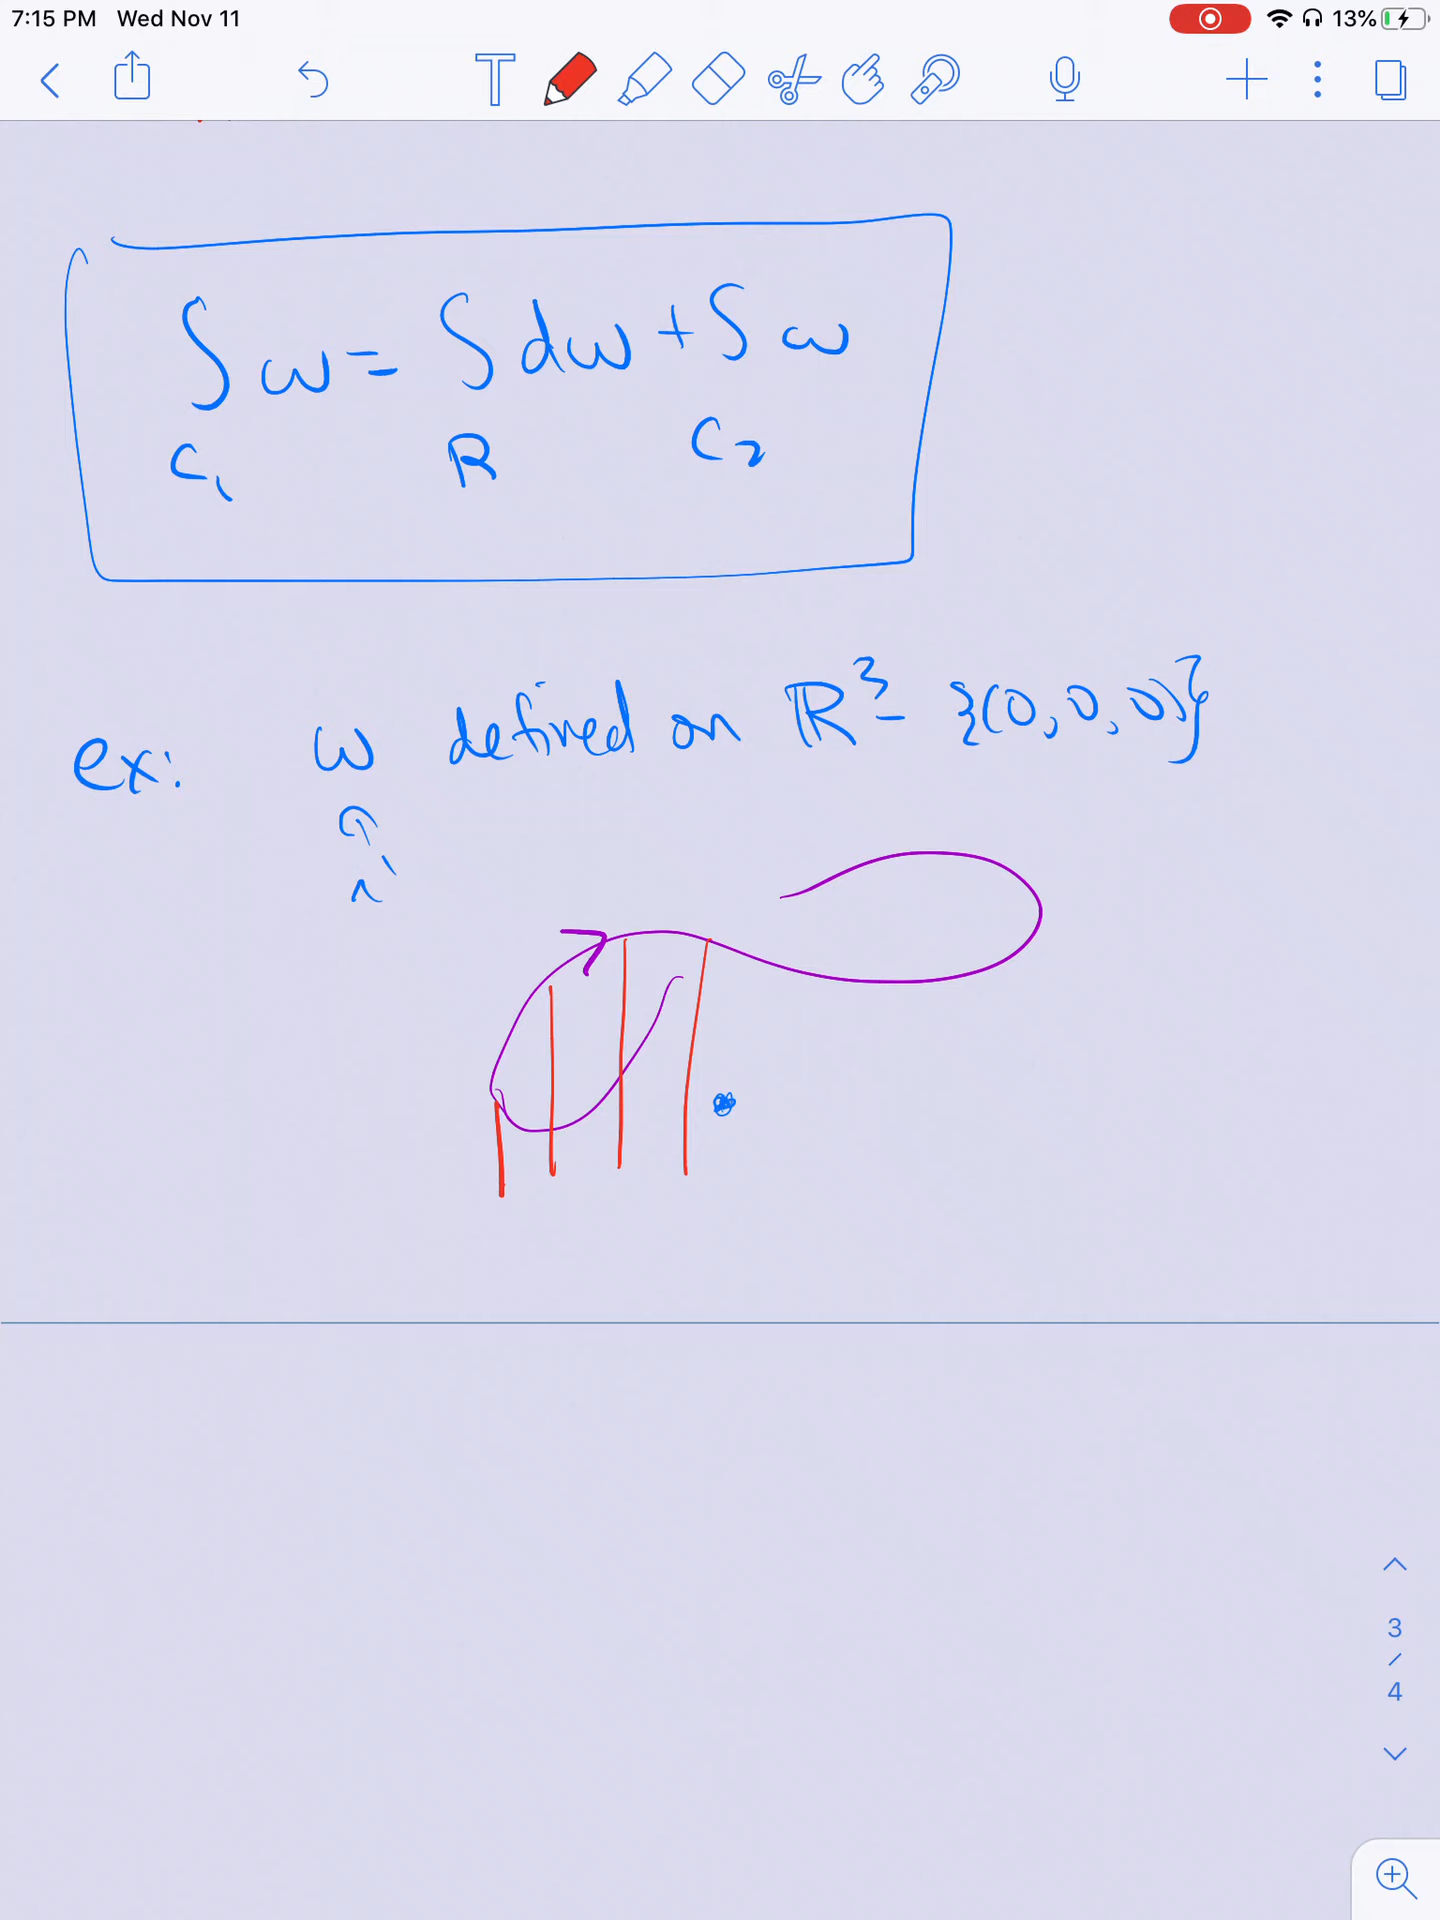 7:15 PM Wed Nov 11
13%
T
∫ ω = ∫ dω + ∫ ω
C₁ R C₂
ex: ω defined on ℝ³ - {(0,0,0)}
3
/
4